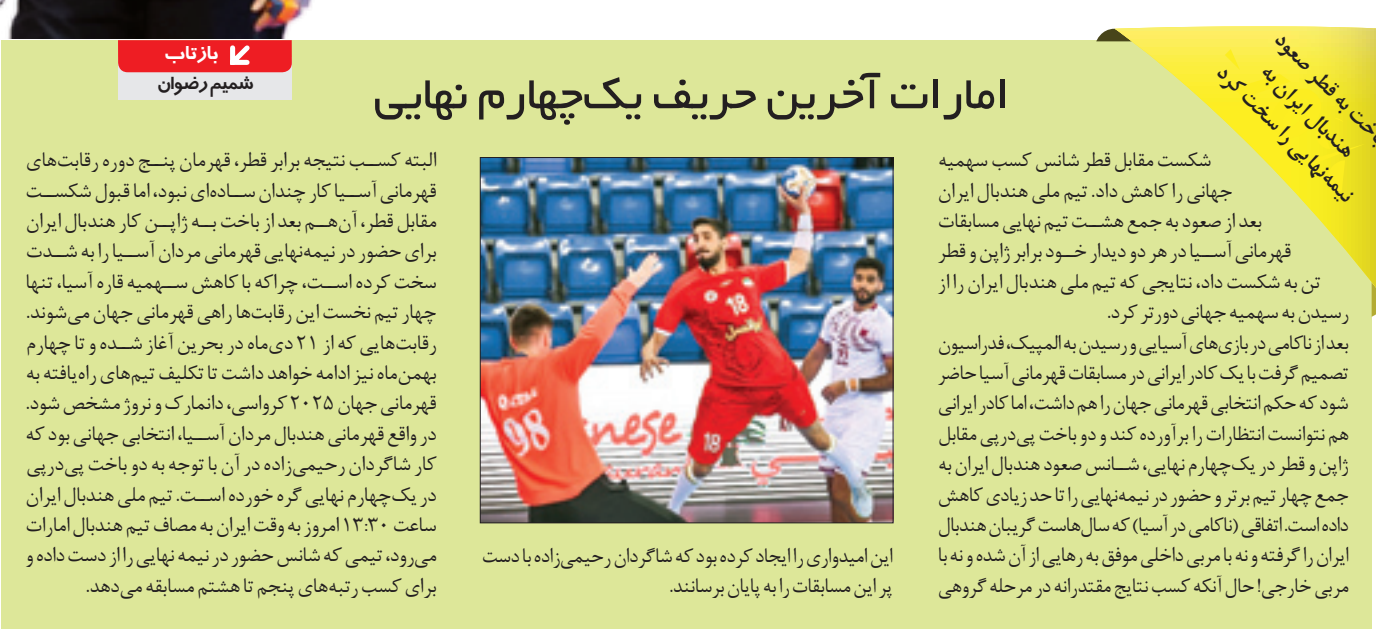 بازتاب
شمیم رضوان
باخت به قطر صعود
هندبال ایران به
نیمه‌نهایی را سخت کرد
امارات آخرین حریف یک‌چهارم نهایی
شکست مقابل قطر شانس کسب سهمیه
جهانی را کاهش داد. تیم ملی هندبال ایران
بعد از صعود به جمع هشت تیم نهایی مسابقات
قهرمانی آسیا در هر دو دیدار خود برابر ژاپن و قطر
تن به شکست داد، نتایجی که تیم ملی هندبال ایران را از
رسیدن به سهمیه جهانی دورتر کرد.
بعد از ناکامی در بازی‌های آسیایی و رسیدن به المپیک، فدراسیون
تصمیم گرفت با یک کادر ایرانی در مسابقات قهرمانی آسیا حاضر
شود که حکم انتخابی قهرمانی جهان را هم داشت، اما کادر ایرانی
هم نتوانست انتظارات را برآورده کند و دو باخت پی‌درپی مقابل
ژاپن و قطر در یک‌چهارم نهایی، شانس صعود هندبال ایران به
جمع چهار تیم برتر و حضور در نیمه‌نهایی را تا حد زیادی کاهش
داده است. اتفاقی (ناکامی در آسیا) که سال‌هاست گریبان هندبال
ایران را گرفته و نه با مربی داخلی موفق به رهایی از آن شده و نه با
مربی خارجی! حال آنکه کسب نتایج مقتدرانه در مرحله گروهی
18
18
98
این امیدواری را ایجاد کرده بود که شاگردان رحیمی‌زاده با دست
پر این مسابقات را به پایان برسانند.
البته کسب نتیجه برابر قطر، قهرمان پنج دوره رقابت‌های
قهرمانی آسیا کار چندان ساده‌ای نبود، اما قبول شکست
مقابل قطر، آن‌هم بعد از باخت به ژاپن کار هندبال ایران
برای حضور در نیمه‌نهایی قهرمانی مردان آسیا را به شدت
سخت کرده است، چراکه با کاهش سهمیه قاره آسیا، تنها
چهار تیم نخست این رقابت‌ها راهی قهرمانی جهان می‌شوند.
رقابت‌هایی که از ۲۱ دی‌ماه در بحرین آغاز شده و تا چهارم
بهمن‌ماه نیز ادامه خواهد داشت تا تکلیف تیم‌های راه‌یافته به
قهرمانی جهان ۲۰۲۵ کرواسی، دانمارک و نروژ مشخص شود.
در واقع قهرمانی هندبال مردان آسیا، انتخابی جهانی بود که
کار شاگردان رحیمی‌زاده در آن با توجه به دو باخت پی‌درپی
در یک‌چهارم نهایی گره خورده است. تیم ملی هندبال ایران
ساعت ۱۳:۳۰ امروز به وقت ایران به مصاف تیم هندبال امارات
می‌رود، تیمی که شانس حضور در نیمه نهایی را از دست داده و
برای کسب رتبه‌های پنجم تا هشتم مسابقه می‌دهد.